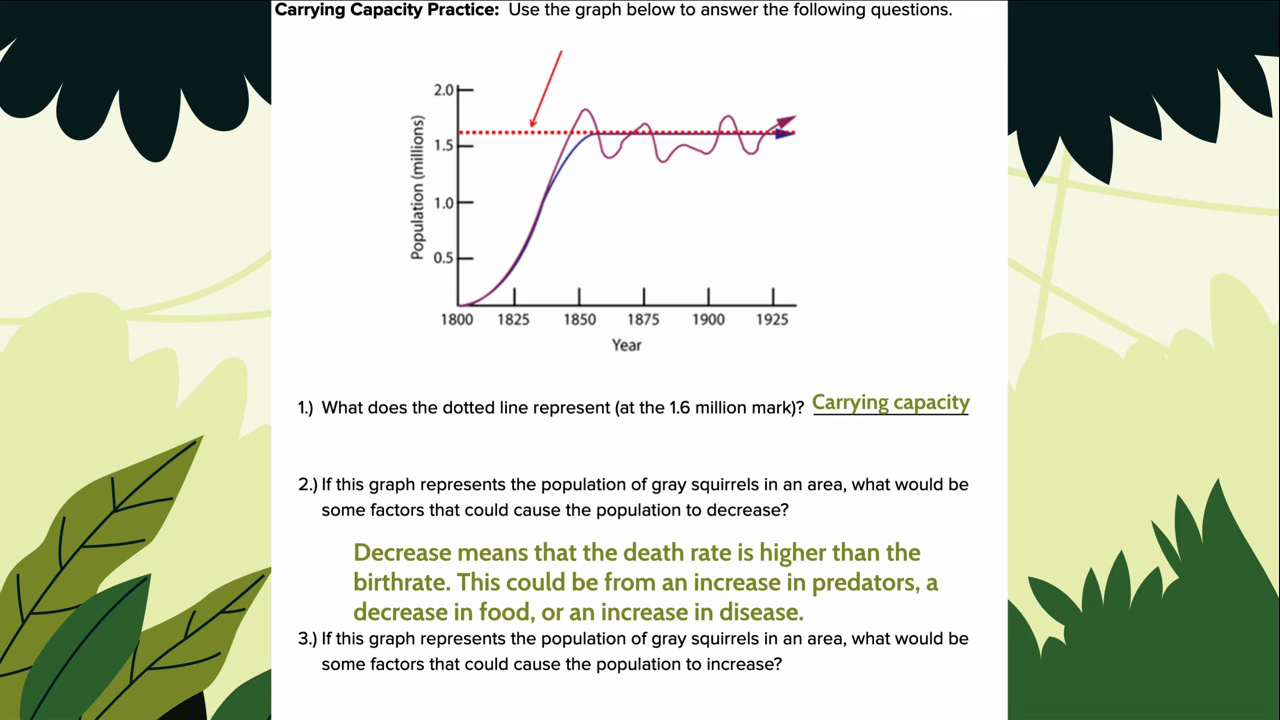 Carrying Capacity Practice: Use the graph below to answer the following questions.
2.0
1.5
1.0
0.5
Population (millions)
1800 1825 1850 1875 1900 1925
Year
1.) What does the dotted line represent (at the 1.6 million mark)? Carrying capacity
2.) If this graph represents the population of gray squirrels in an area, what would be
some factors that could cause the population to decrease?
Decrease means that the death rate is higher than the
birthrate. This could be from an increase in predators, a
decrease in food, or an increase in disease.
3.) If this graph represents the population of gray squirrels in an area, what would be
some factors that could cause the population to increase?